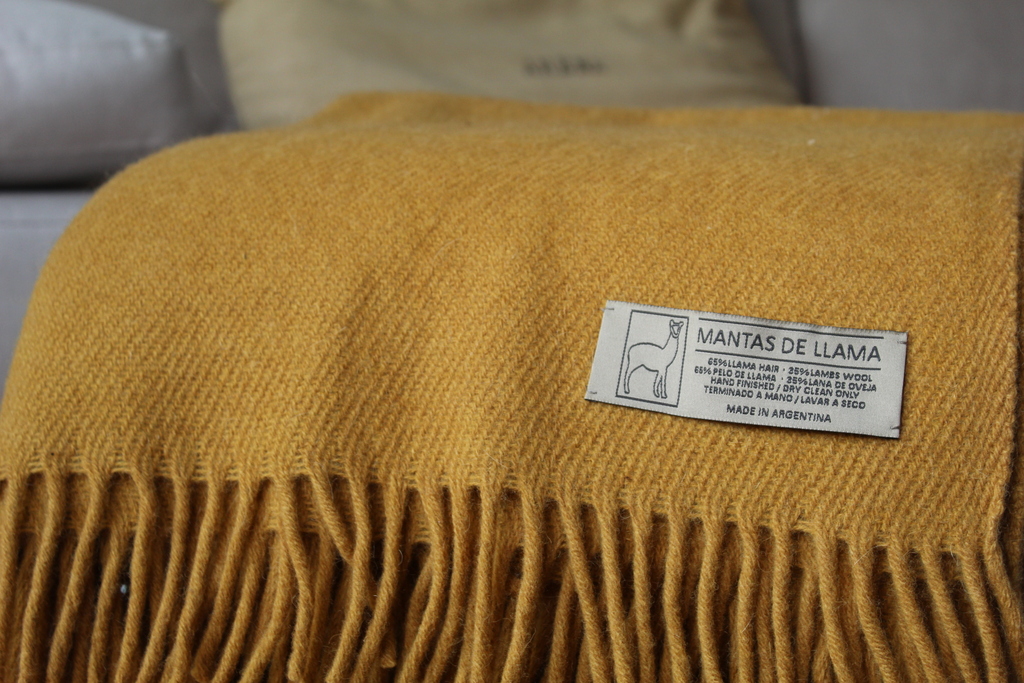 MANTAS DE LLAMA
65%LLAMA HAIR · 35%LAMBS WOOL
65%PELO DE LLAMA · 35%LANA DE OVEJA
HAND FINISHED / DRY CLEAN ONLY
TERMINADO A MANO / LAVAR A SECO
MADE IN ARGENTINA